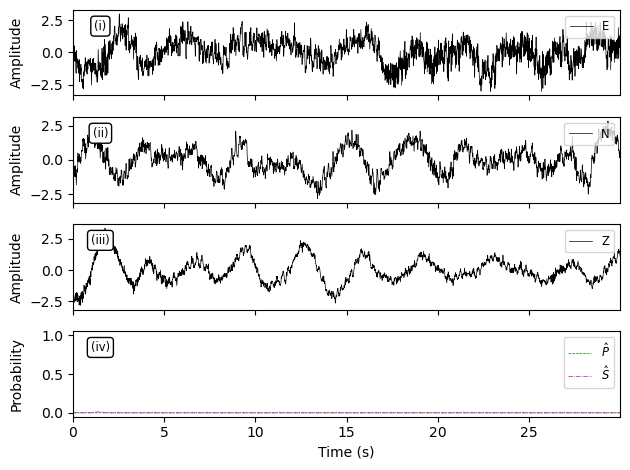 2.5
0.0
−2.5
Amplitude
(i)
E
2.5
0.0
−2.5
Amplitude
(ii)
N
2.5
0.0
−2.5
Amplitude
(iii)
Z
1.0
0.5
0.0
Probability
(iv)
P̂
Ŝ
0 5 10 15 20 25
Time (s)